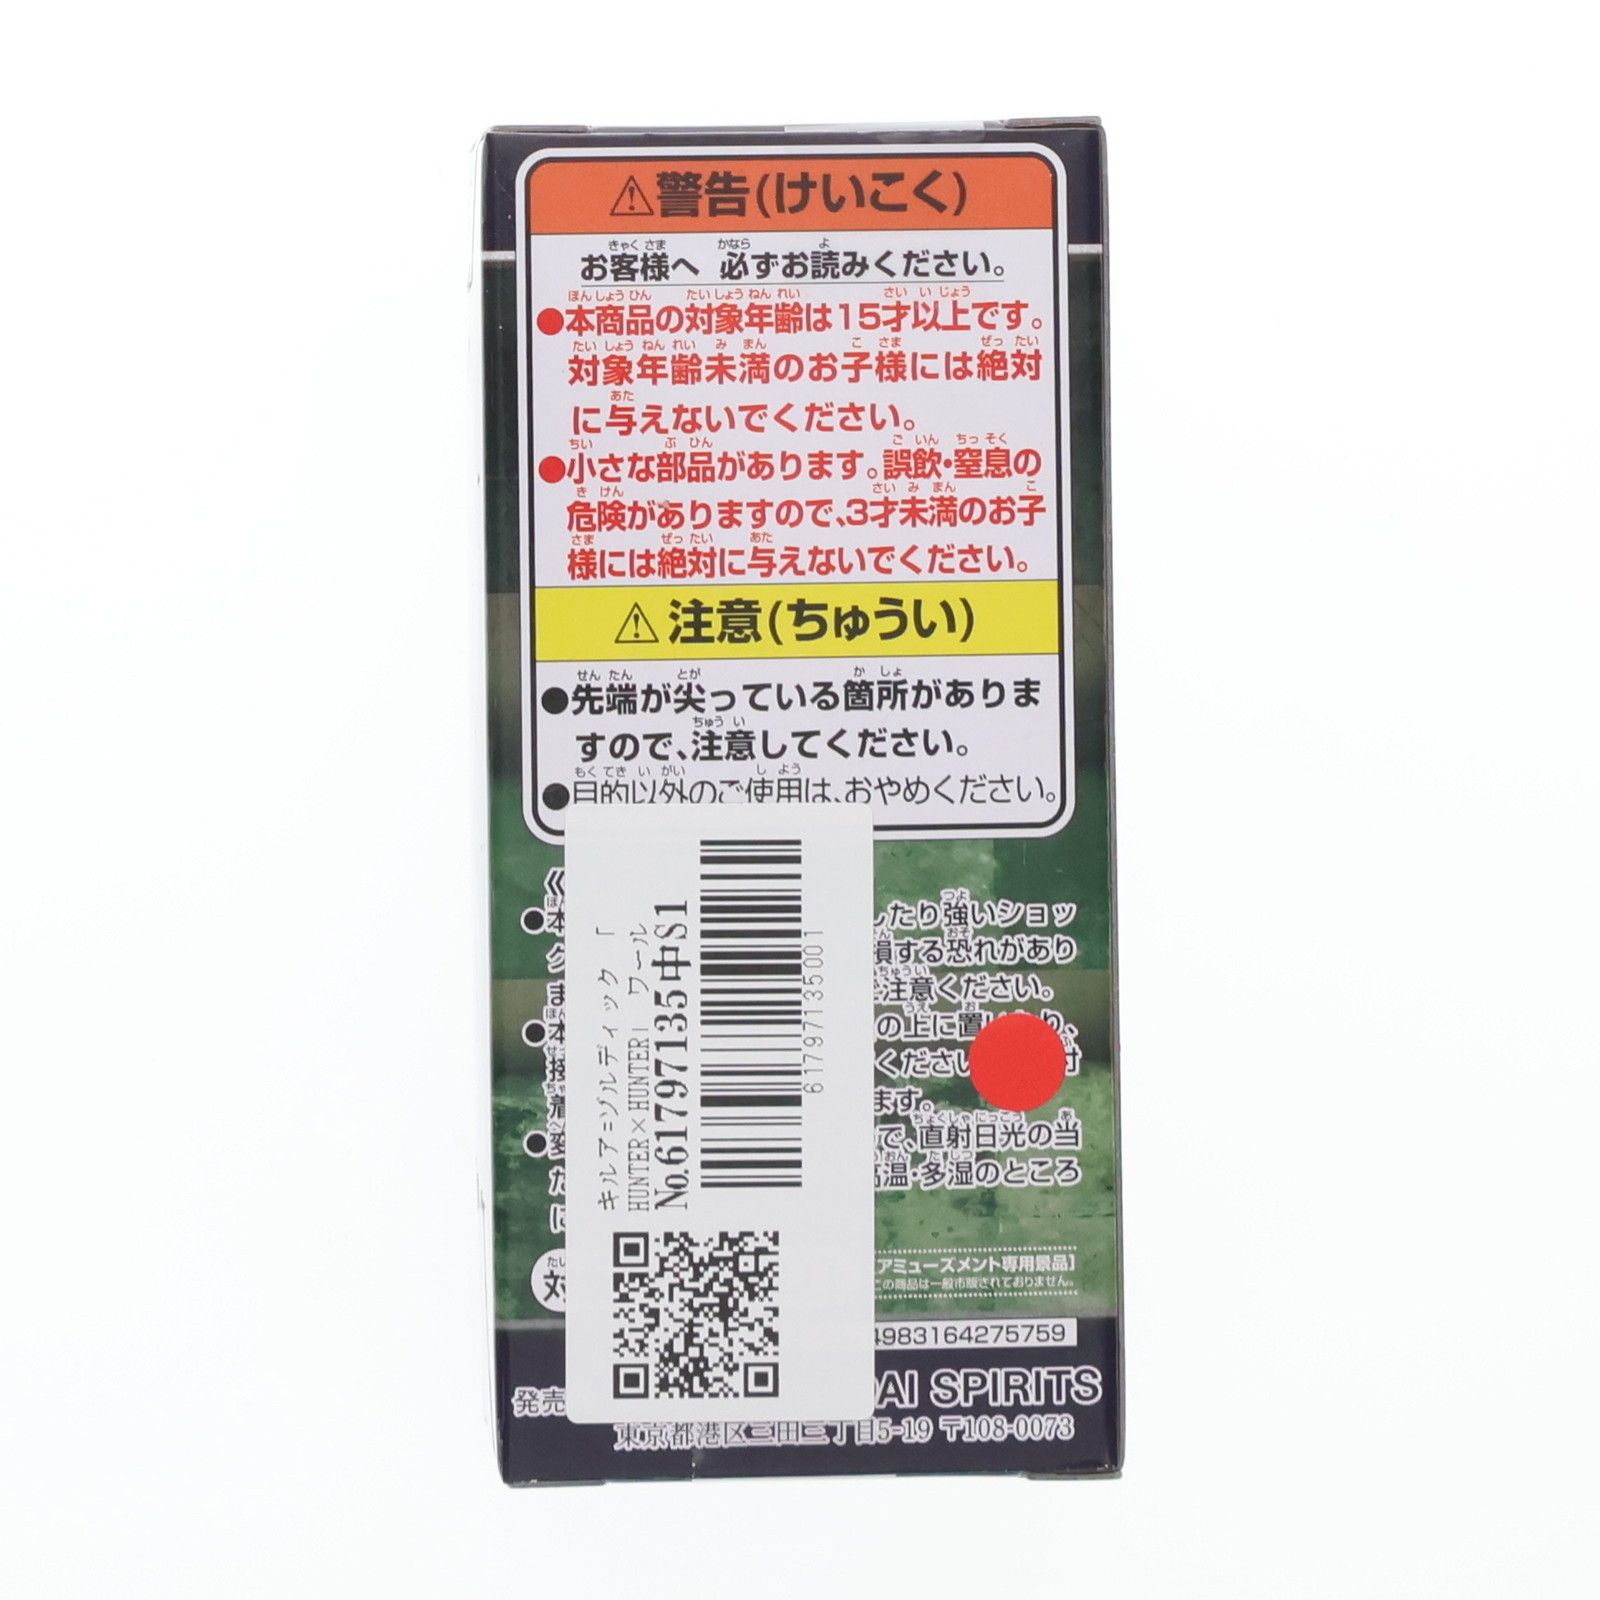 ⚠警告(けいこく)
お客様へ 必ずお読みください。
●本商品の対象年齢は15才以上です。
対象年齢未満のお子様には絶対
に与えないでください。
●小さな部品があります。誤飲・窒息の
危険がありますので、3才未満のお子
様には絶対に与えないでください。
⚠注意(ちゅうい)
●先端が尖っている箇所がありま
すので、注意してください。
●目的以外のご使用は、おやめください。
したり強いショッ
損する恐れがあり
注意ください。
の上に置いたり、
くださ
ます。
で、直射日光の当
高温・多湿のところ
アミューズメント専用景品]
この商品は一般市販されておりません。
4983164275759
DAI SPIRITS
発売
東京都港区三田三丁目5-19 〒108-0073
キルア=ゾルディック 「
HUNTER×HUNTER」 ワール
No.61797135中S1
61797135001